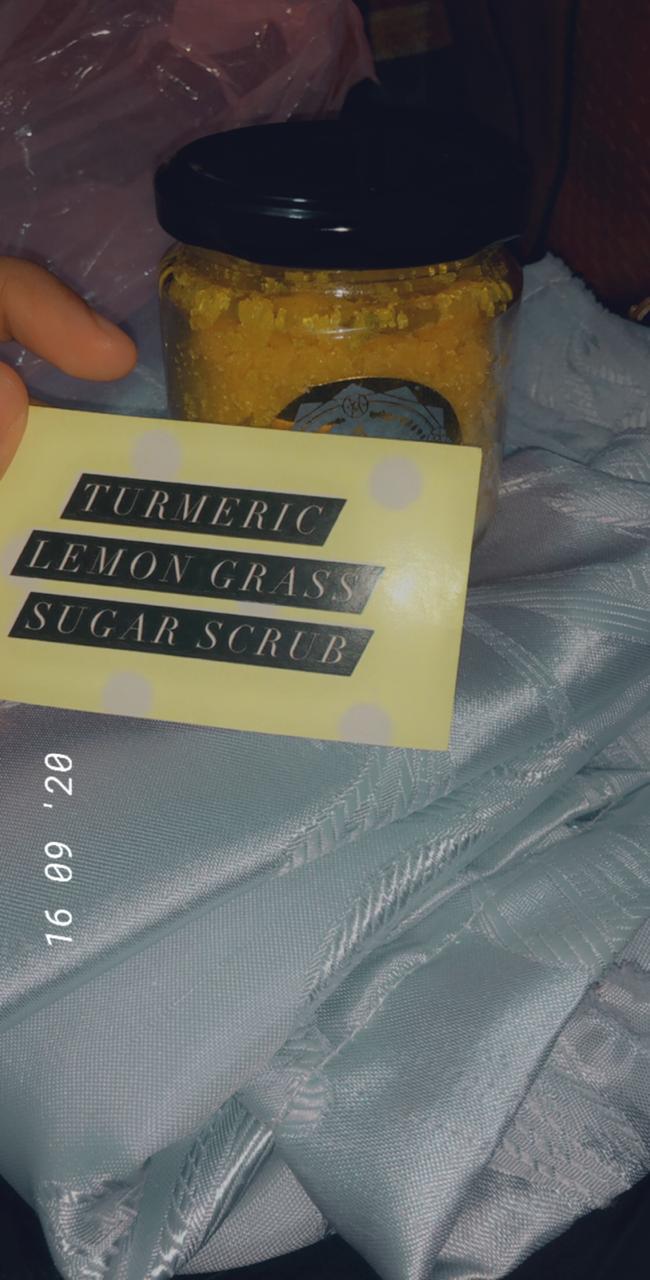 TURMERIC
LEMON GRASS
SUGAR SCRUB
16 09 '20